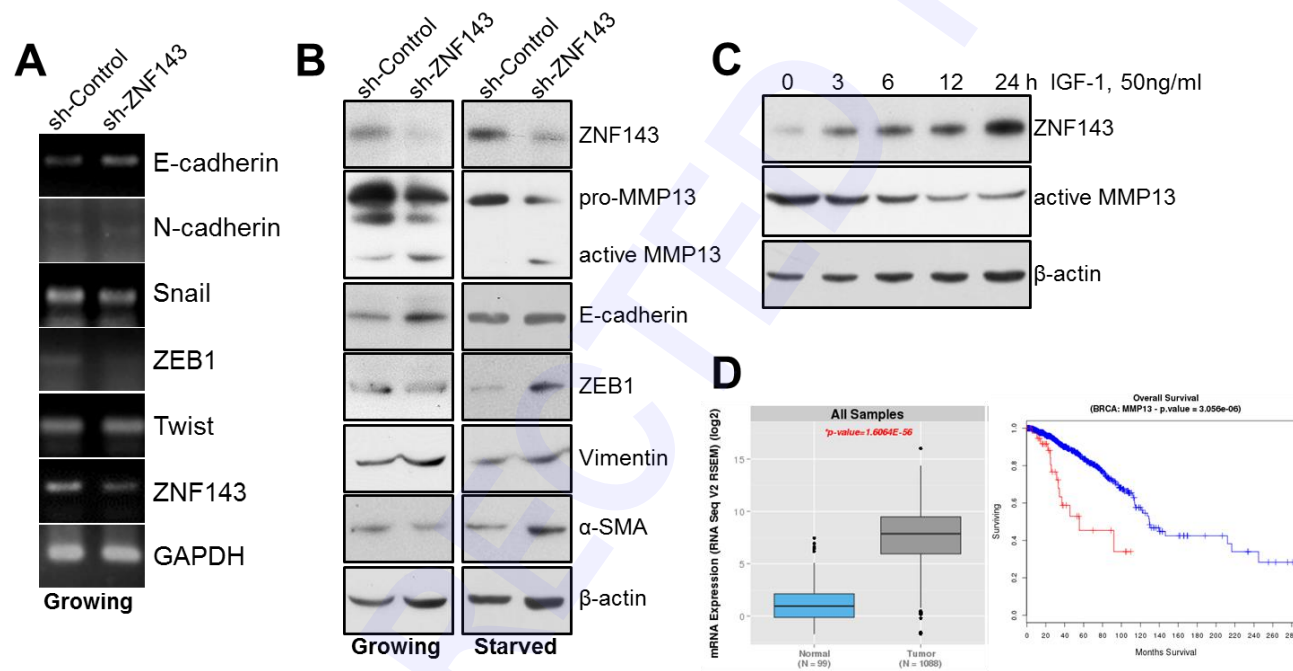 A
sh-Control
sh-ZNF143
E-cadherin
N-cadherin
Snail
ZEB1
Twist
ZNF143
GAPDH
Growing
B
sh-Control
sh-ZNF143
sh-Control
sh-ZNF143
ZNF143
pro-MMP13
active MMP13
E-cadherin
ZEB1
Vimentin
α-SMA
β-actin
Growing Starved
C
0 3 6 12 24 h IGF-1, 50ng/ml
ZNF143
active MMP13
β-actin
D
All Samples
*p-value=1.6064E-56
mRNA Expression (RNA Seq V2 RSEM) (log2)
15
10
5
0
Normal
(N = 99)
Tumor
(N = 1088)
Overall Survival
(BRCA: MMP13 - p.value = 3.056e-06)
Surviving
1.0
0.8
0.6
0.4
0.2
0.0
0 20 40 60 80 100 120 140 160 180 200 220 240 260 280
Months Survival
RECTED